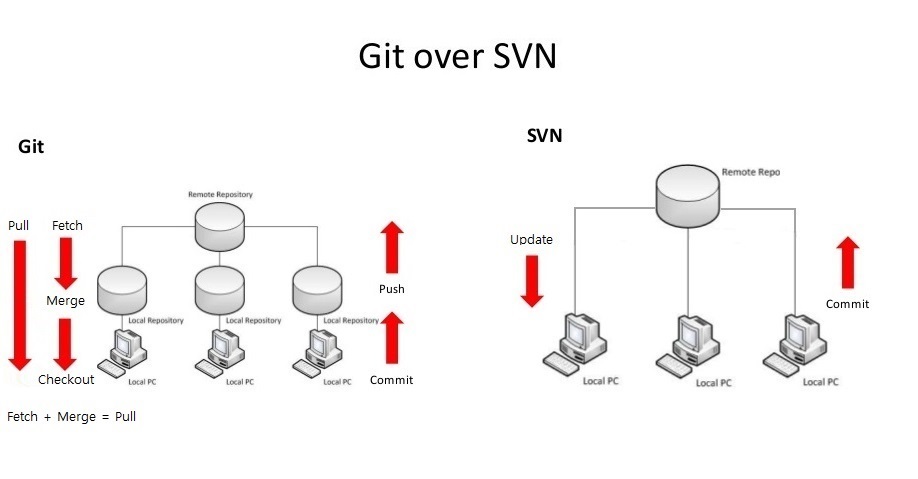 Git over SVN
Git
Remote Repository
Pull
Fetch
Merge
Checkout
Local Repository
Local Repository
Local Repository
Local PC
Local PC
Local PC
Push
Commit
Fetch + Merge = Pull
SVN
Remote Repo
Update
Commit
Local PC
Local PC
Local PC